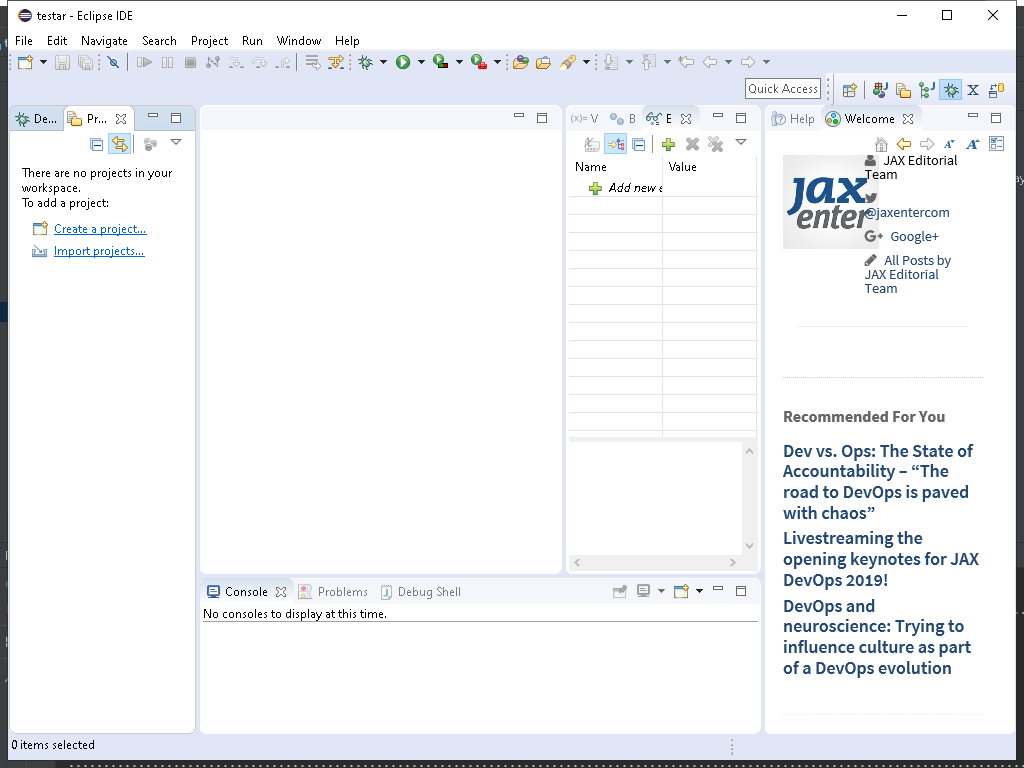 testar - Eclipse IDE
File Edit Navigate Search Project Run Window Help
Quick Access
De... Pr...
(x)= V B E
Help Welcome
There are no projects in your
workspace.
To add a project:
Create a project...
Import projects...
Name Value
Add new e
JAX Editorial
Team
jax
enter
@jaxentercom
G+ Google+
All Posts by
JAX Editorial
Team
Recommended For You
Dev vs. Ops: The State of
Accountability – “The
road to DevOps is paved
with chaos”
Livestreaming the
opening keynotes for JAX
DevOps 2019!
DevOps and
neuroscience: Trying to
influence culture as part
of a DevOps evolution
Console Problems Debug Shell
No consoles to display at this time.
0 items selected